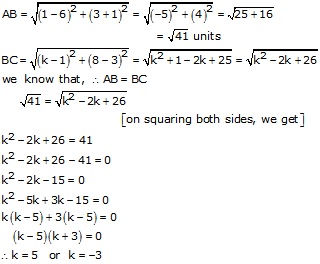 AB = √((1−6)² + (3+1)²) = √((−5)² + (4)²) = √(25+16)
= √41 units
BC = √((k−1)² + (8−3)²) = √(k²+1−2k+25) = √(k²−2k+26)
we know that, ∴ AB = BC
√41 = √(k²−2k+26)
[on squaring both sides, we get]
k²−2k+26 = 41
k²−2k+26−41 = 0
k²−2k−15 = 0
k²−5k+3k−15 = 0
k(k−5)+3(k−5) = 0
(k−5)(k+3) = 0
∴ k = 5 or k = −3